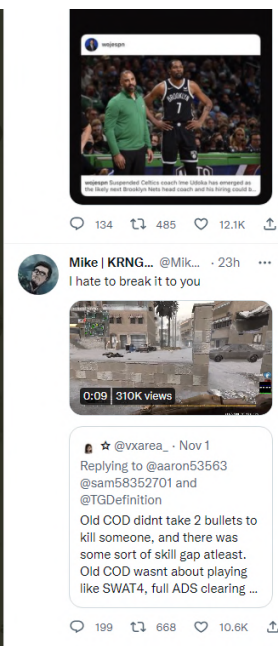 wojespn
BROOKLYN
7
wojespn Suspended Celtics coach Ime Udoka has emerged as
the likely next Brooklyn Nets head coach and his hiring could b...
134 485 12.1K
Mike | KRNG... @Mik... · 23h ...
I hate to break it to you
0:09 310K views
☆ @vxarea_ · Nov 1
Replying to @aaron53563
@sam58352701 and
@TGDefinition
Old COD didnt take 2 bullets to
kill someone, and there was
some sort of skill gap atleast.
Old COD wasnt about playing
like SWAT4, full ADS clearing ...
199 668 10.6K